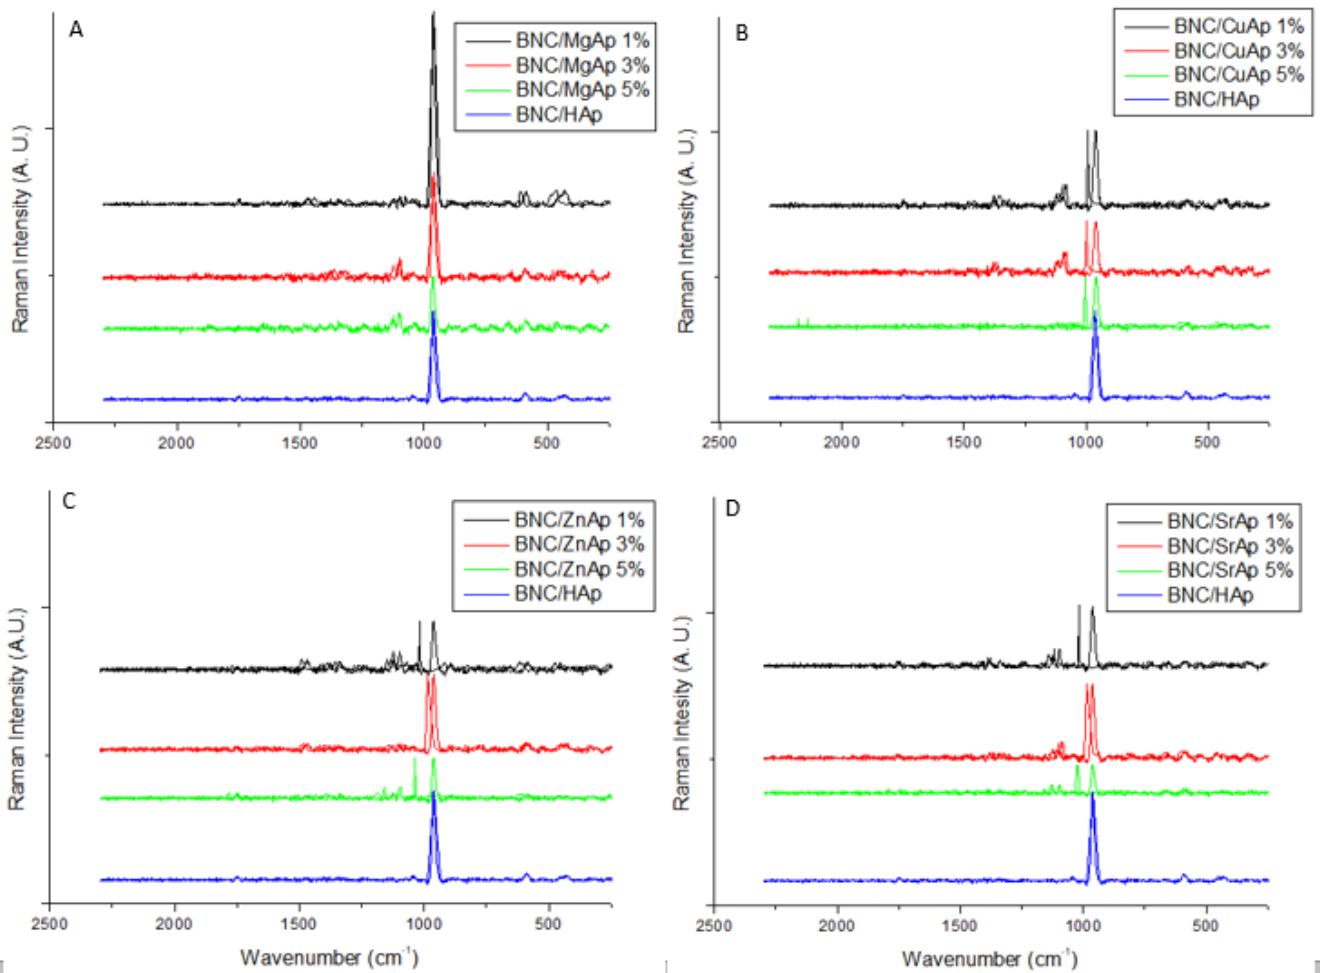 A
BNC/MgAp 1%
BNC/MgAp 3%
BNC/MgAp 5%
BNC/HAp
Raman Intensity (A. U.)
2500 2000 1500 1000 500
B
BNC/CuAp 1%
BNC/CuAp 3%
BNC/CuAp 5%
BNC/HAp
Raman Intensity (A. U.)
2500 2000 1500 1000 500
C
BNC/ZnAp 1%
BNC/ZnAp 3%
BNC/ZnAp 5%
BNC/HAp
Raman Intensity (A.U.)
2500 2000 1500 1000 500
Wavenumber (cm⁻¹)
D
BNC/SrAp 1%
BNC/SrAp 3%
BNC/SrAp 5%
BNC/HAp
Raman Intesity (A. U.)
2500 2000 1500 1000 500
Wavenumber (cm⁻¹)